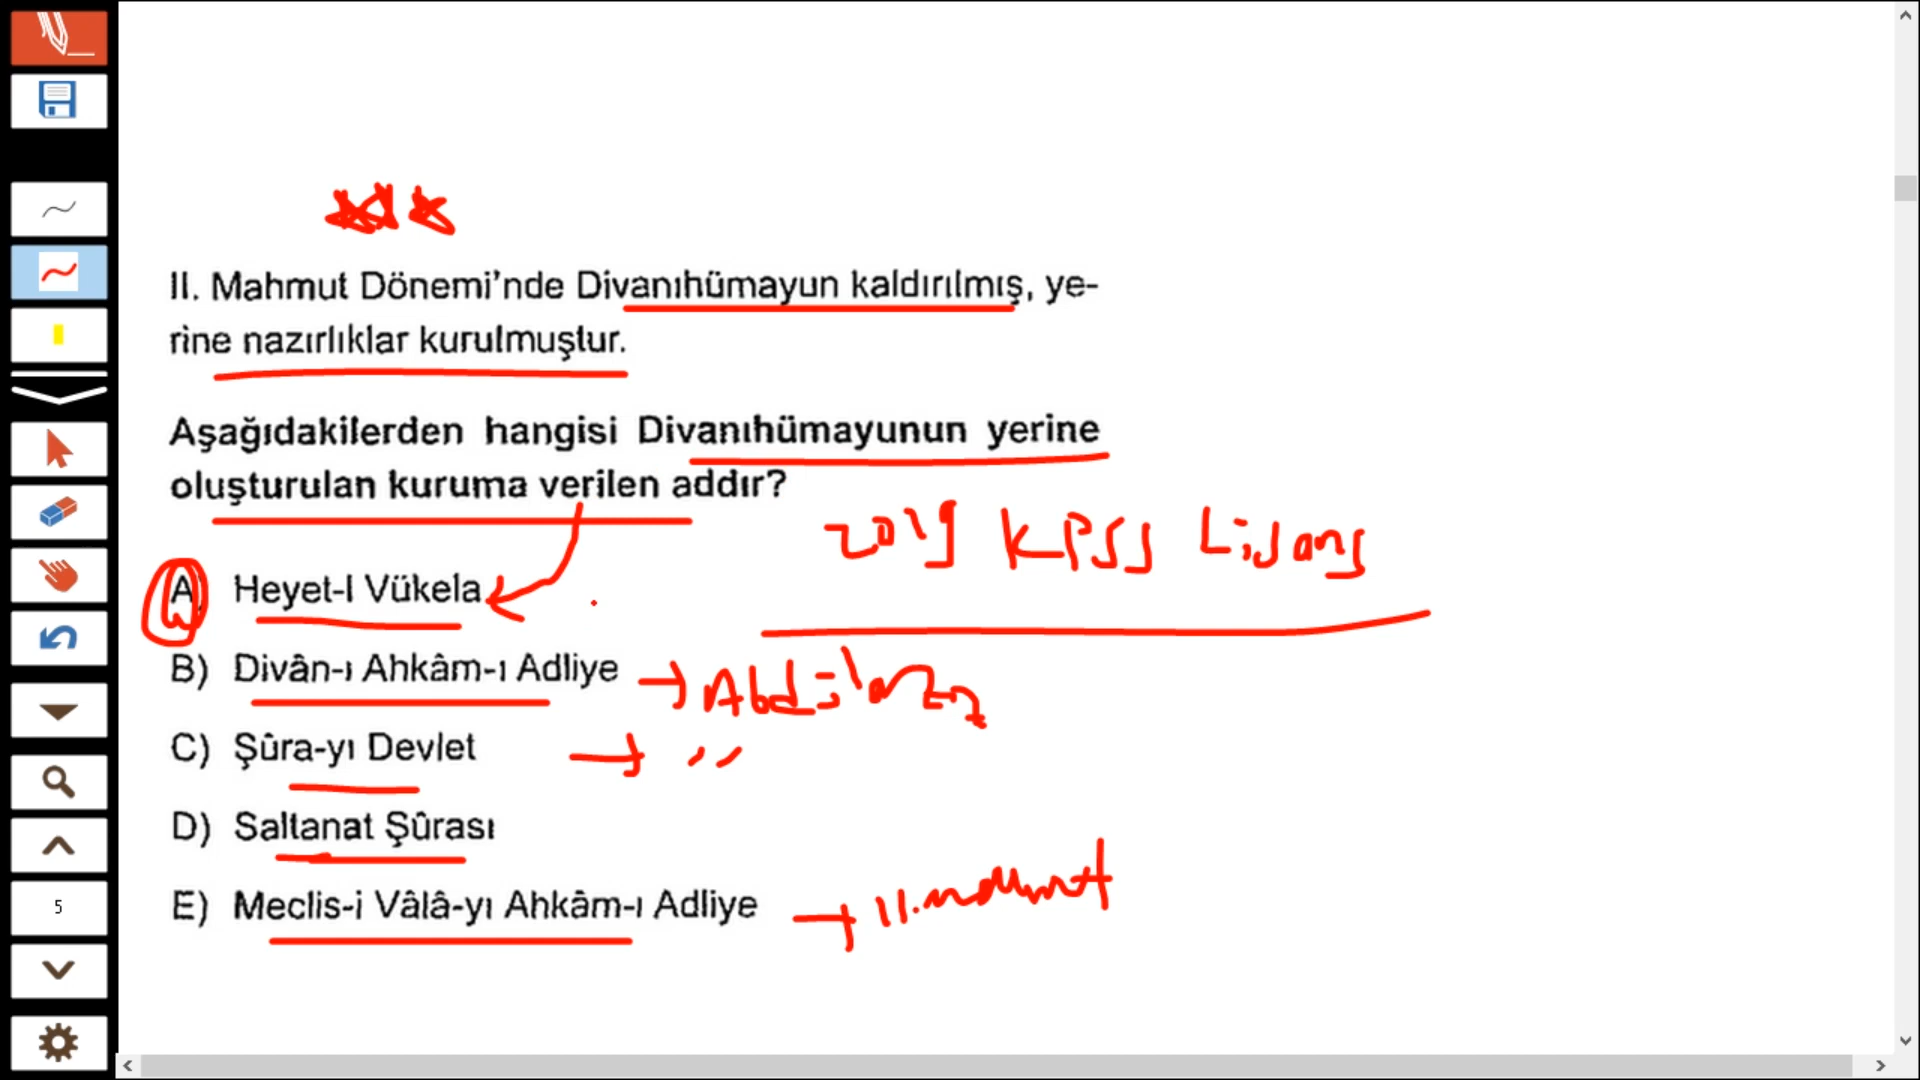 II. Mahmut Dönemi'nde Divanıhümayun kaldırılmış, ye-
rine nazırlıklar kurulmuştur.
Aşağıdakilerden hangisi Divanıhümayunun yerine
oluşturulan kuruma verilen addır?
2019 KPSS Lisans
A) Heyet-I Vükela
B) Divân-ı Ahkâm-ı Adliye → Abdülaziz
C) Şûra-yı Devlet → "
D) Saltanat Şûrası
E) Meclis-i Vâlâ-yı Ahkâm-ı Adliye → II. mahmut
5